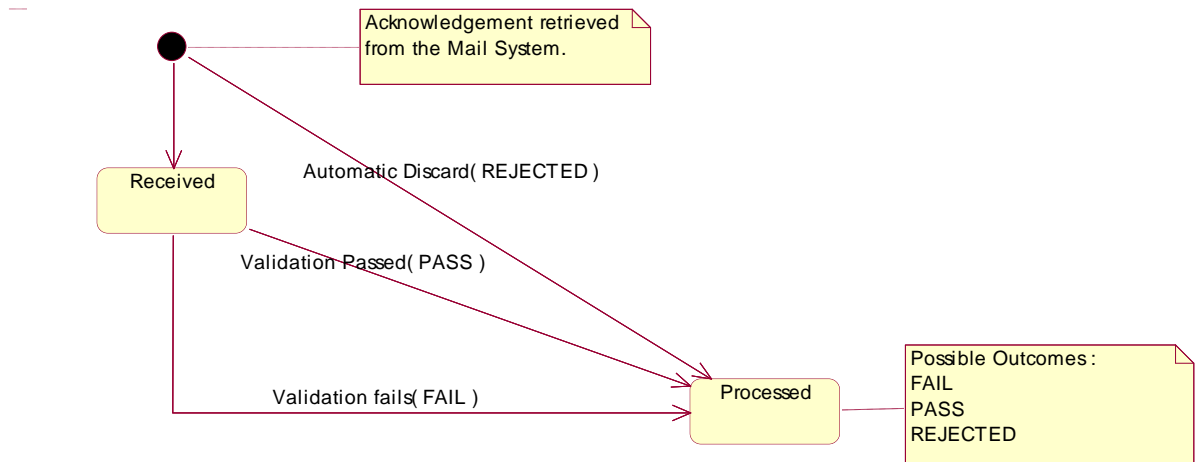 Acknowledgement retrieved
from the Mail System.
Automatic Discard( REJECTED )
Received
Validation Passed( PASS )
Possible Outcomes :
FAIL
PASS
REJECTED
Processed
Validation fails( FAIL )